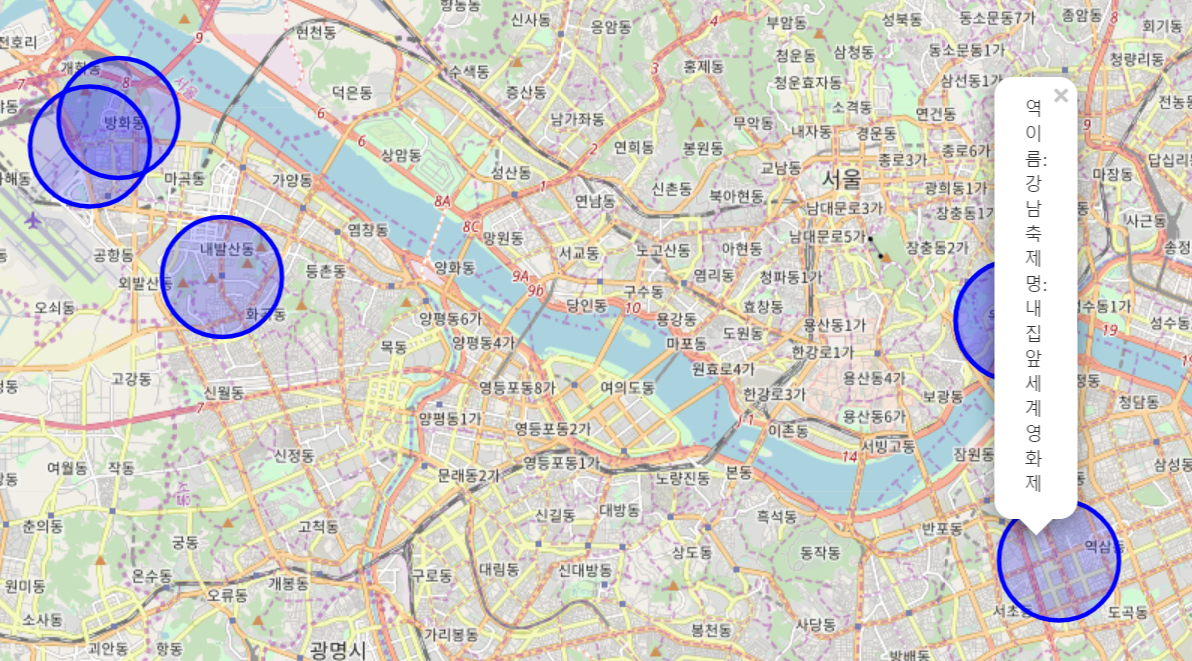 향동동
신사동
응암동
부암동
성북동
동소문동7가
종암동
8
회기동
9
현천동
4
전호리
개화동
8
7
수색동
3
홍제동
청운동
삼청동
동소문동1가
청량리동
삼선동1가
청운효자동
덕은동
증산동
6
방화동
남가좌동
무악동
소격동
연건동
내자동
경운동
9
6
상암동
2
연희동
봉원동
종로3가
종로6가
답십리
마장동
마곡동
가양동
성산동
1
신촌동
교남동
서울
북아현동
광희1가동
8A
연남동
남대문로3가
장충동1가
사근동
8C
염창동
망원동
남대문로5가
장충동2가
송정
내발산동
공항동
서교동
노고산동
아현동
외발산동
등촌동
양화동
9A
9b
염리동
청파동1가
구수동
10
당인동
오쇠동
화곡동
양평동6가
용강동
효창동
도원동
용산동1가
성수동
19
양평동4가
목동
마포동
한강로1가
원효로4가
고강동
신월동
7
영등포동8가
여의도동
용산동4가
한강로3가
보광동
청담동
양평동1가
영등포동2가
이촌동
용산동6가
서빙고동
14
잠원동
삼성동
여월동
작동
신정동
문래동2가
영등포동1가
노량진동
본동
춘의동
고척동
신길동
대방동
흑석동
반포동
궁동
상도동
동작동
역삼동
원미동
온수동
개봉동
구로동
대림동
신대방동
오류동
서초동
도곡동
소사동
가리봉동
봉천동
사당동
괴안동
항동
광명시
방배동
×
역
이
름:
강
남
축
제
명:
내
집
앞
세
계
영
화
제